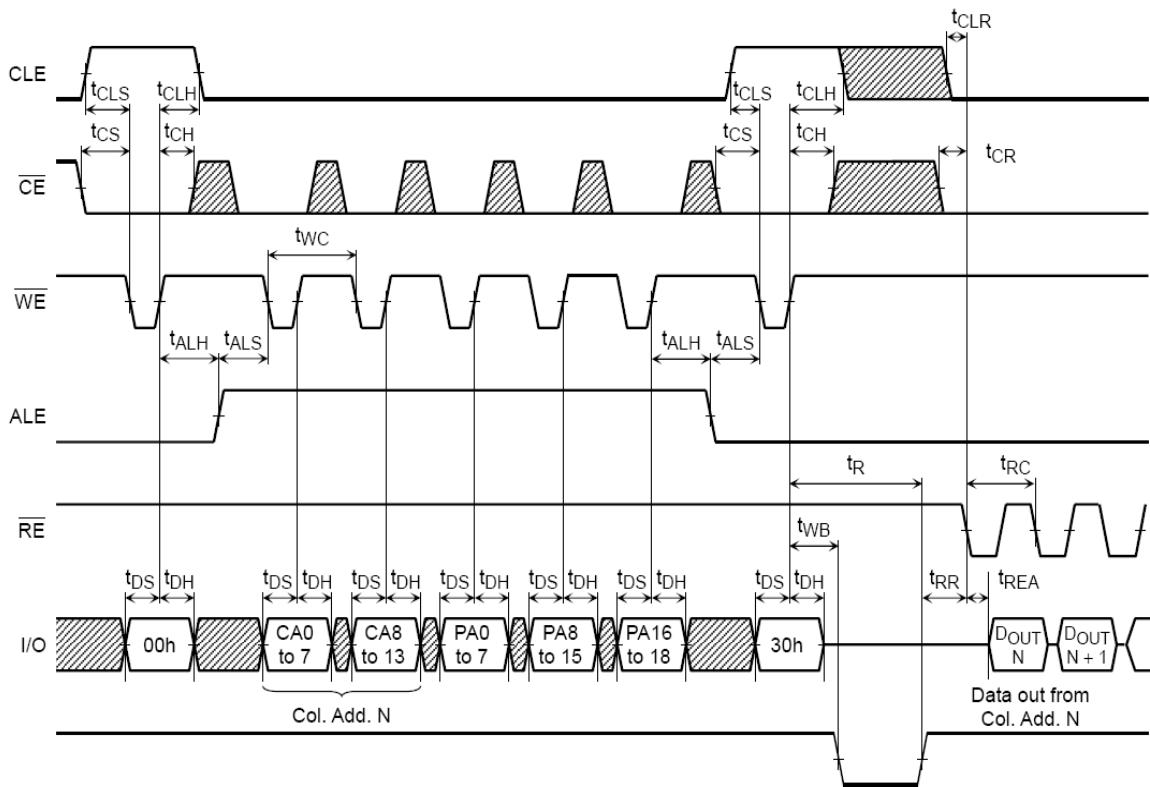 tCLR
CLE
tCLS tCLH tCLS tCLH
tCS tCH tCS tCH tCR
CE
tWC
WE
tALH tALS tALH tALS
ALE
tR tRC
RE
tWB
tDS tDH tDS tDH tDS tDH tDS tDH tDS tDH tDS tDH tDS tDH tRR tREA
I/O 00h CA0 to 7 CA8 to 13 PA0 to 7 PA8 to 15 PA16 to 18 30h DOUT N DOUT N + 1
Col. Add. N
Data out from
Col. Add. N